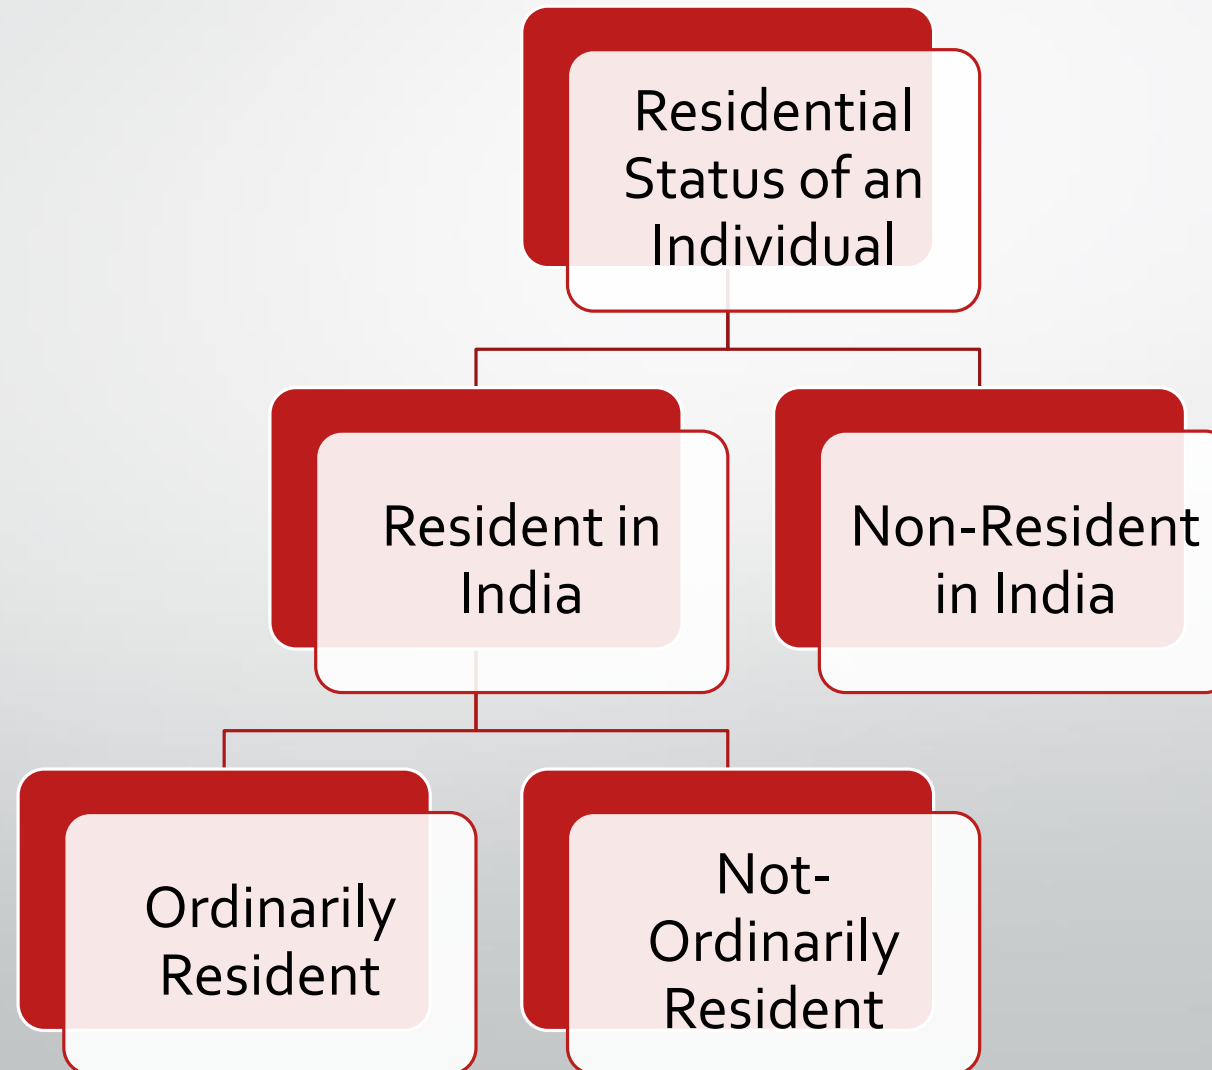 Residential
Status of an
Individual
Resident in
India
Non-Resident
in India
Ordinarily
Resident
Not-
Ordinarily
Resident